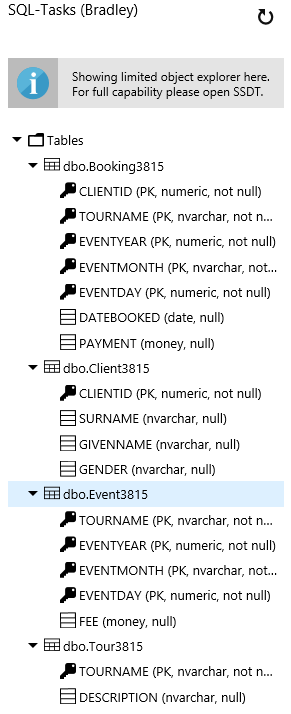 SQL-Tasks (Bradley)
Showing limited object explorer here.
For full capability please open SSDT.
Tables
dbo.Booking3815
CLIENTID (PK, numeric, not null)
TOURNAME (PK, nvarchar, not n...
EVENTYEAR (PK, numeric, not null)
EVENTMONTH (PK, nvarchar, not...
EVENTDAY (PK, numeric, not null)
DATEBOOKED (date, null)
PAYMENT (money, null)
dbo.Client3815
CLIENTID (PK, numeric, not null)
SURNAME (nvarchar, null)
GIVENNAME (nvarchar, null)
GENDER (nvarchar, null)
dbo.Event3815
TOURNAME (PK, nvarchar, not n...
EVENTYEAR (PK, numeric, not null)
EVENTMONTH (PK, nvarchar, not...
EVENTDAY (PK, numeric, not null)
FEE (money, null)
dbo.Tour3815
TOURNAME (PK, nvarchar, not n...
DESCRIPTION (nvarchar, null)